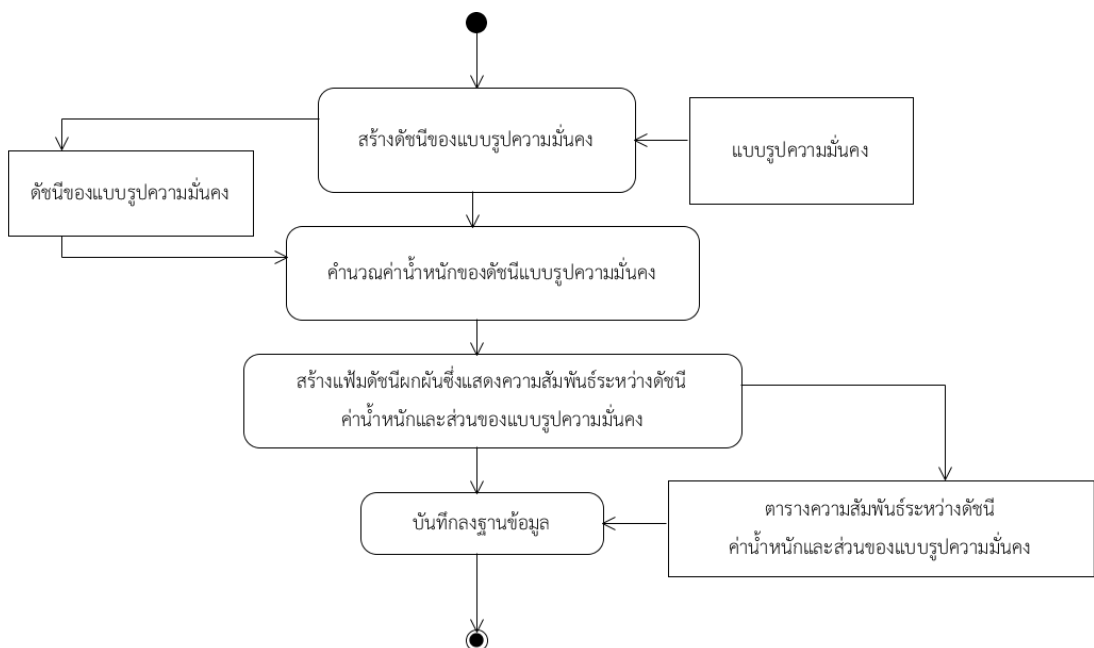 สร้างดัชนีของแบบรูปความมั่นคง
แบบรูปความมั่นคง
ดัชนีของแบบรูปความมั่นคง
คำนวณค่าน้ำหนักของดัชนีแบบรูปความมั่นคง
สร้างแฟ้มดัชนีผกผันซึ่งแสดงความสัมพันธ์ระหว่างดัชนี
ค่าน้ำหนักและส่วนของแบบรูปความมั่นคง
บันทึกลงฐานข้อมูล
ตารางความสัมพันธ์ระหว่างดัชนี
ค่าน้ำหนักและส่วนของแบบรูปความมั่นคง